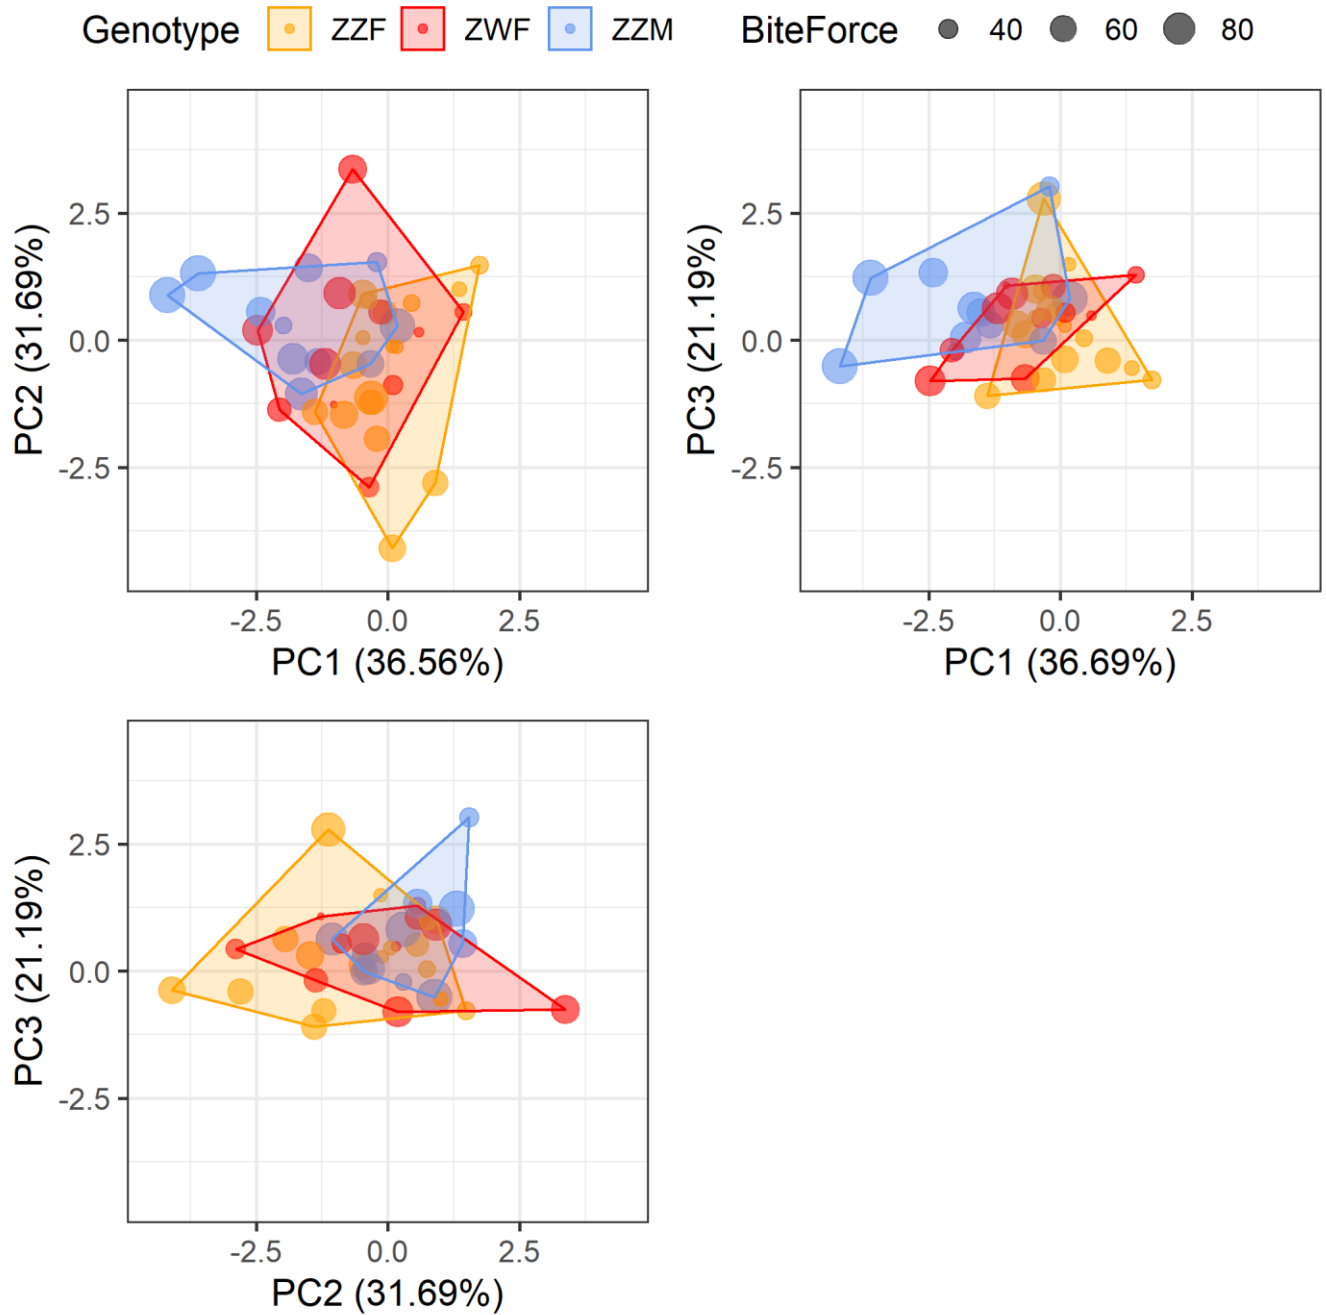 Genotype ZZF ZWF ZZM BiteForce 40 60 80
2.5
0.0
-2.5
PC2 (31.69%)
-2.5 0.0 2.5
PC1 (36.56%)
2.5
0.0
-2.5
PC3 (21.19%)
-2.5 0.0 2.5
PC1 (36.69%)
2.5
0.0
-2.5
PC3 (21.19%)
-2.5 0.0 2.5
PC2 (31.69%)